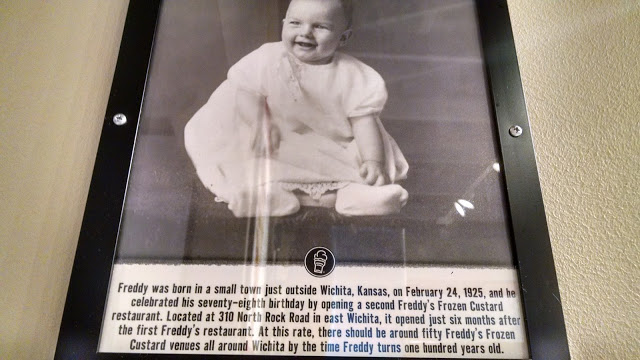 Freddy was born in a small town just outside Wichita, Kansas, on February 24, 1925, and he
celebrated his seventy-eighth birthday by opening a second Freddy's Frozen Custard
restaurant. Located at 310 North Rock Road in east Wichita, it opened just six months after
the first Freddy's restaurant. At this rate, there should be around fifty Freddy's Frozen
Custard venues all around Wichita by the time Freddy turns one hundred years old.